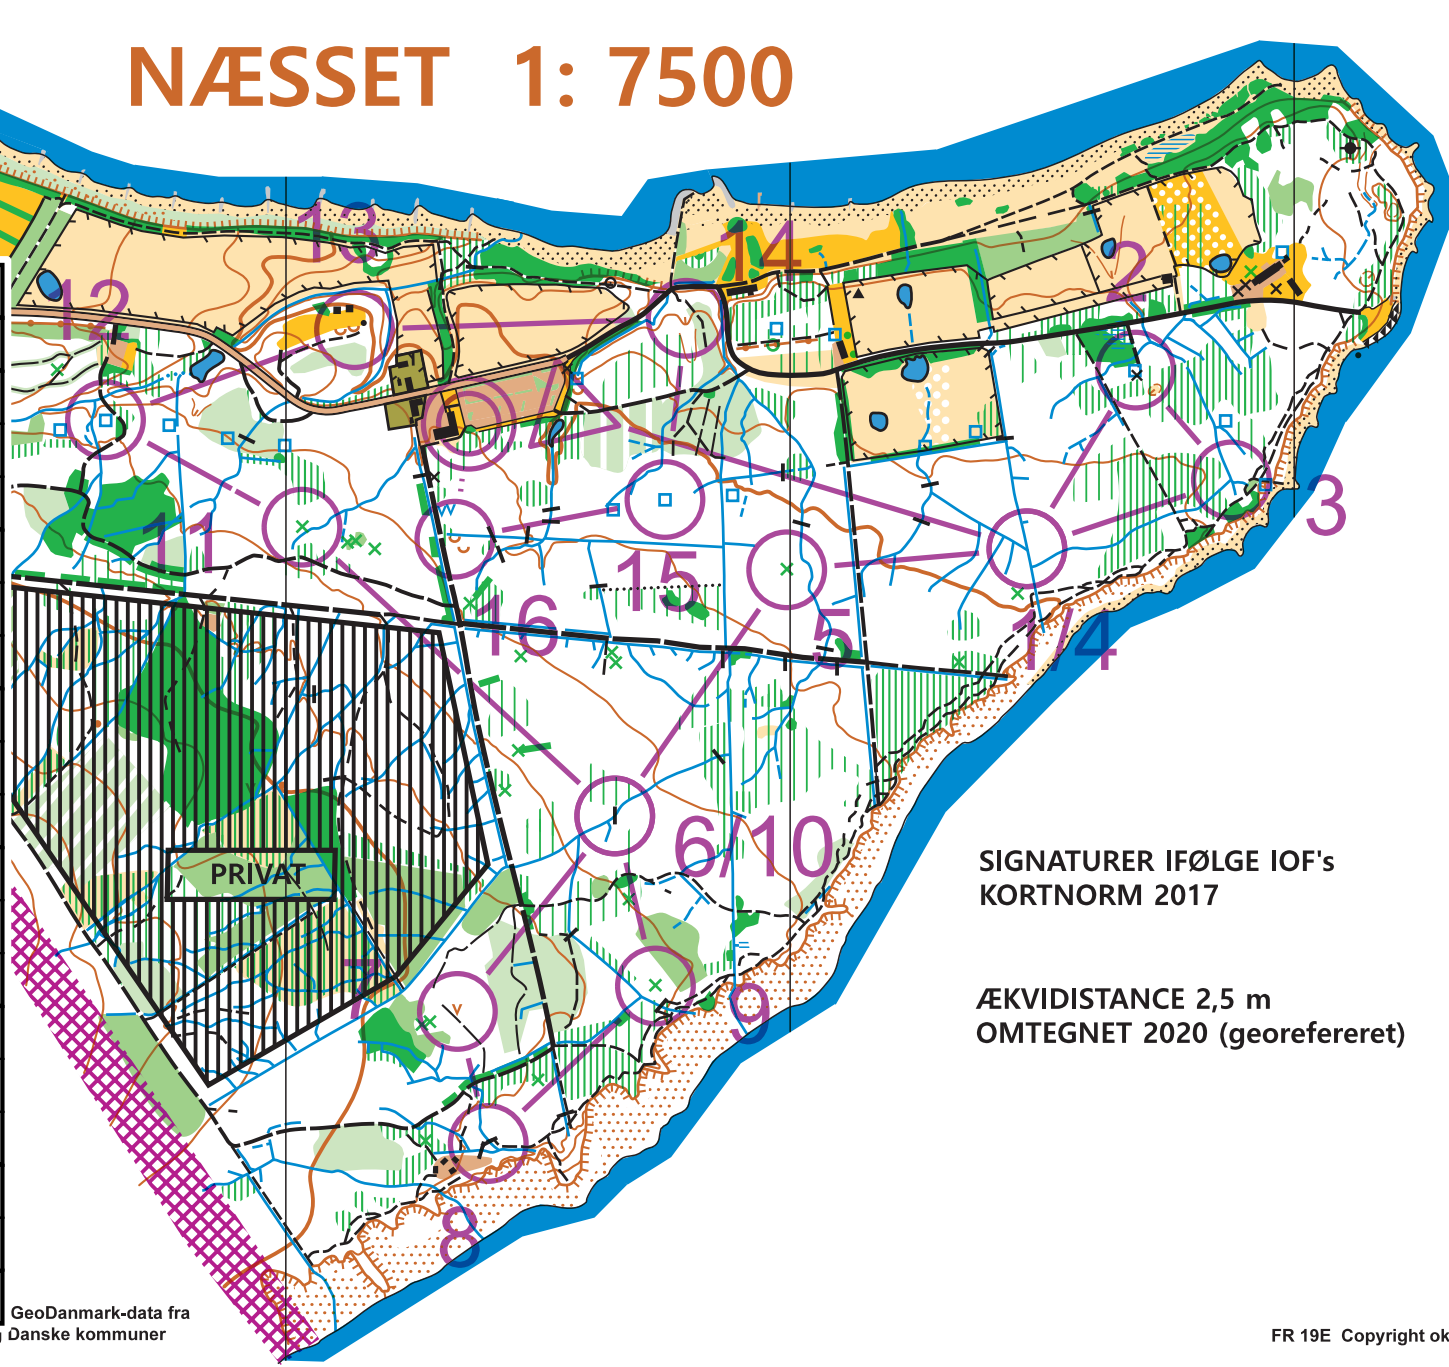 NÆSSET 1: 7500
13
14
2
12
3
11
15
16
5
1/4
6/10
SIGNATURER IFØLGE IOF's
KORTNORM 2017
PRIVAT
7
9
ÆKVIDISTANCE 2,5 m
OMTEGNET 2020 (georefereret)
8
GeoDanmark-data fra
Danske kommuner
FR 19E Copyright ok